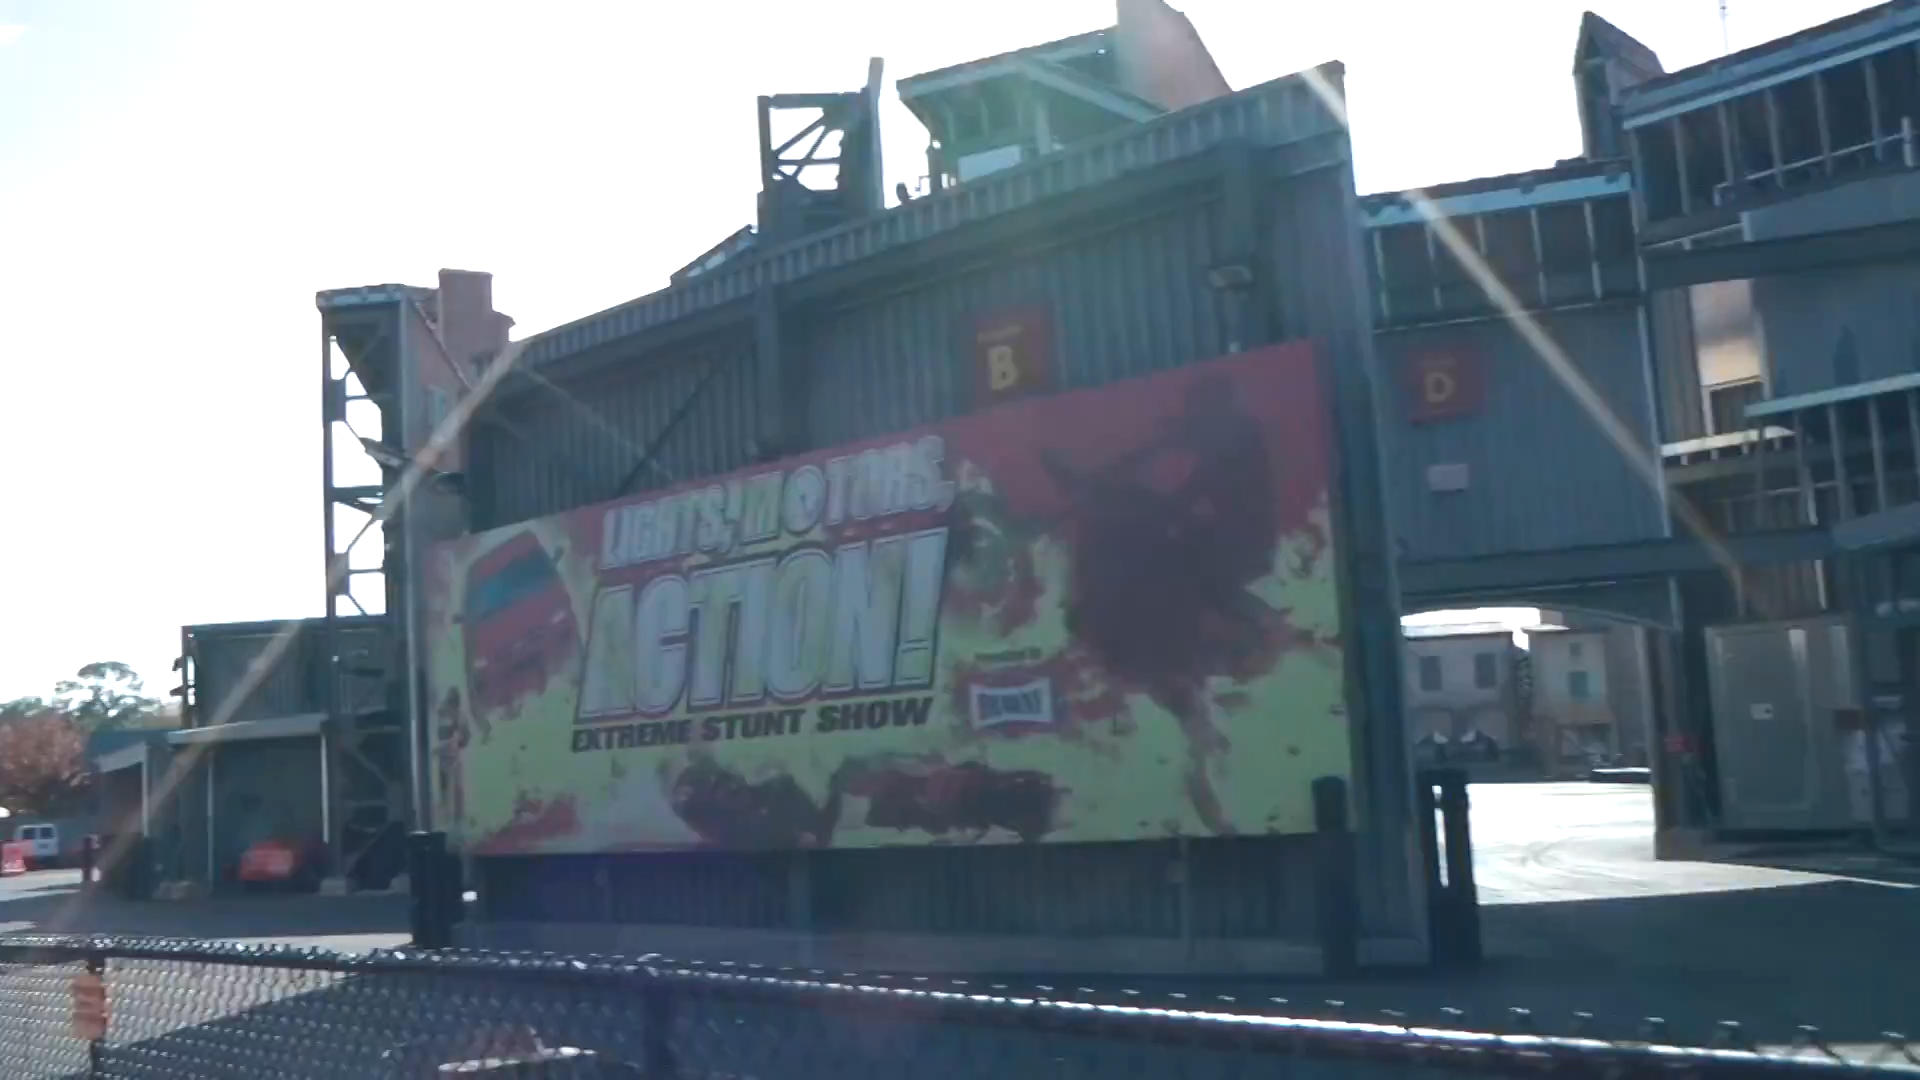 B
D
LIGHTS, MOTORS,
ACTION!
EXTREME STUNT SHOW